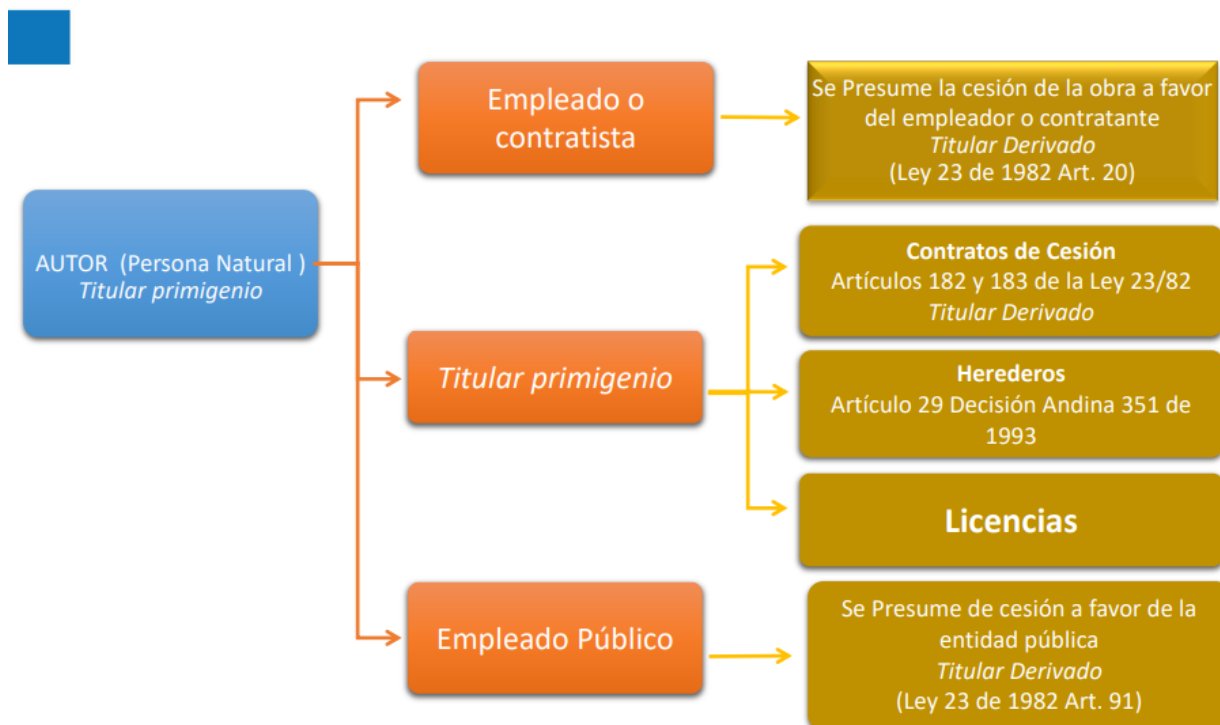 AUTOR (Persona Natural )
Titular primigenio
Empleado o
contratista
Se Presume la cesión de la obra a favor
del empleador o contratante
Titular Derivado
(Ley 23 de 1982 Art. 20)
Titular primigenio
Contratos de Cesión
Artículos 182 y 183 de la Ley 23/82
Titular Derivado
Herederos
Artículo 29 Decisión Andina 351 de
1993
Licencias
Empleado Público
Se Presume de cesión a favor de la
entidad pública
Titular Derivado
(Ley 23 de 1982 Art. 91)